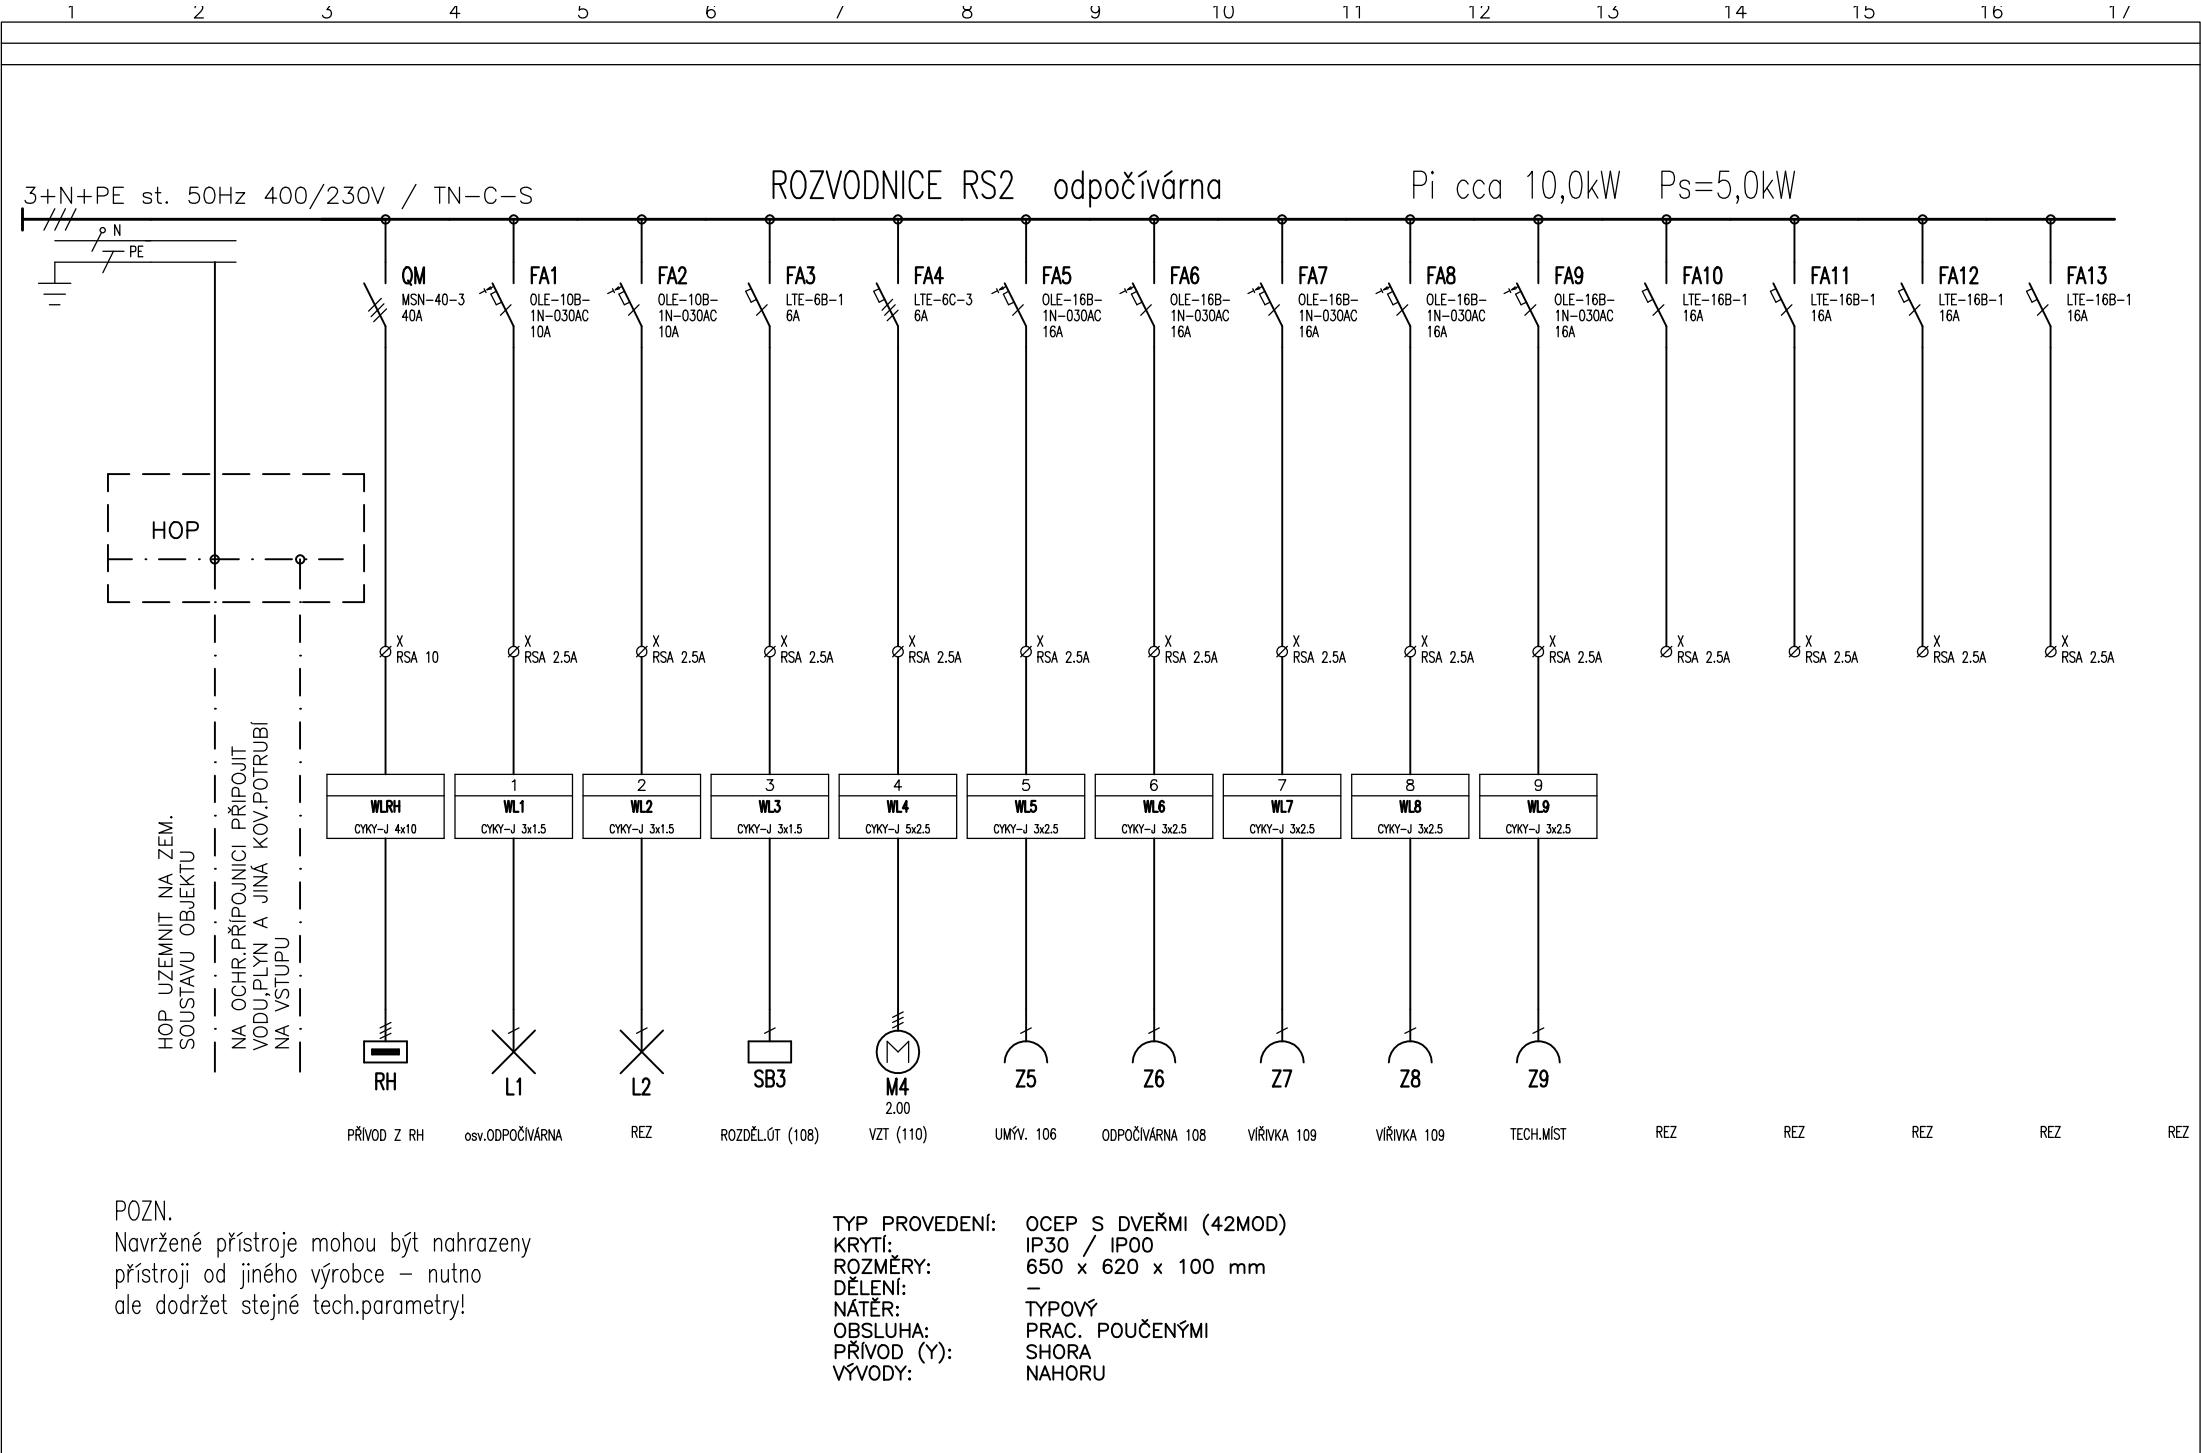 1 2 3 4 5 6 7 8 9 10 11 12 13 14 15 16 17
3+N+PE st. 50Hz 400/230V / TN-C-S
ROZVODNICE RS2 odpočívárna
Pi cca 10,0kW Ps=5,0kW
N
PE
QM
MSN-40-3
40A
FA1
OLE-10B-
1N-030AC
10A
FA2
OLE-10B-
1N-030AC
10A
FA3
LTE-6B-1
6A
FA4
LTE-6C-3
6A
FA5
OLE-16B-
1N-030AC
16A
FA6
OLE-16B-
1N-030AC
16A
FA7
OLE-16B-
1N-030AC
16A
FA8
OLE-16B-
1N-030AC
16A
FA9
OLE-16B-
1N-030AC
16A
FA10
LTE-16B-1
16A
FA11
LTE-16B-1
16A
FA12
LTE-16B-1
16A
FA13
LTE-16B-1
16A
HOP
X
RSA 10
X
RSA 2.5A
X
RSA 2.5A
X
RSA 2.5A
X
RSA 2.5A
X
RSA 2.5A
X
RSA 2.5A
X
RSA 2.5A
X
RSA 2.5A
X
RSA 2.5A
X
RSA 2.5A
X
RSA 2.5A
X
RSA 2.5A
X
RSA 2.5A
HOP UZEMNIT NA ZEM.
SOUSTAVU OBJEKTU
NA OCHR.PŘÍPOJNICI PŘIPOJIT
VODU,PLYN A JINÁ KOV.POTRUBÍ
NA VSTUPU
WLRH
CYKY-J 4x10
1
WL1
CYKY-J 3x1.5
2
WL2
CYKY-J 3x1.5
3
WL3
CYKY-J 3x1.5
4
WL4
CYKY-J 5x2.5
5
WL5
CYKY-J 3x2.5
6
WL6
CYKY-J 3x2.5
7
WL7
CYKY-J 3x2.5
8
WL8
CYKY-J 3x2.5
9
WL9
CYKY-J 3x2.5
RH
L1
L2
SB3
M
M4
2.00
Z5
Z6
Z7
Z8
Z9
PŘÍVOD Z RH
osv.ODPOČÍVÁRNA
REZ
ROZDĚL.ÚT (108)
VZT (110)
UMÝV. 106
ODPOČÍVÁRNA 108
VÍŘIVKA 109
VÍŘIVKA 109
TECH.MÍST
REZ
REZ
REZ
REZ
REZ
POZN.
Navržené přístroje mohou být nahrazeny
přístroji od jiného výrobce – nutno
ale dodržet stejné tech.parametry!
TYP PROVEDENÍ: OCEP S DVEŘMI (42MOD)
KRYTÍ: IP30 / IP00
ROZMĚRY: 650 x 620 x 100 mm
DĚLENÍ: –
NÁTĚR: TYPOVÝ
OBSLUHA: PRAC. POUČENÝMI
PŘÍVOD (Y): SHORA
VÝVODY: NAHORU